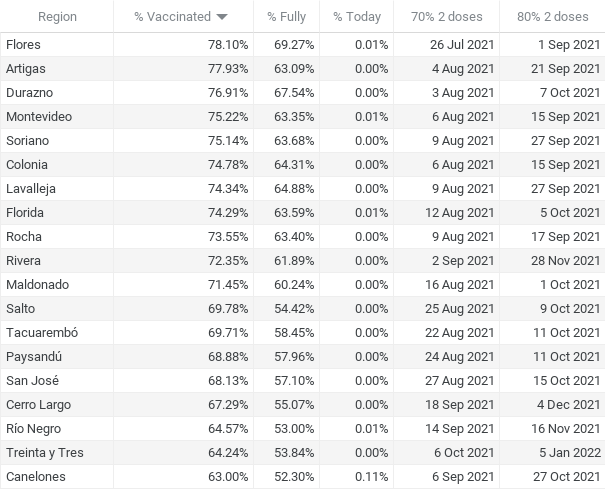 Region % Vaccinated % Fully % Today 70% 2 doses 80% 2 doses
Flores 78.10% 69.27% 0.01% 26 Jul 2021 1 Sep 2021
Artigas 77.93% 63.09% 0.00% 4 Aug 2021 21 Sep 2021
Durazno 76.91% 67.54% 0.00% 3 Aug 2021 7 Oct 2021
Montevideo 75.22% 63.35% 0.01% 6 Aug 2021 15 Sep 2021
Soriano 75.14% 63.68% 0.00% 9 Aug 2021 27 Sep 2021
Colonia 74.78% 64.31% 0.00% 6 Aug 2021 15 Sep 2021
Lavalleja 74.34% 64.88% 0.00% 9 Aug 2021 27 Sep 2021
Florida 74.29% 63.59% 0.01% 12 Aug 2021 5 Oct 2021
Rocha 73.55% 63.40% 0.00% 9 Aug 2021 17 Sep 2021
Rivera 72.35% 61.89% 0.00% 2 Sep 2021 28 Nov 2021
Maldonado 71.45% 60.24% 0.00% 16 Aug 2021 1 Oct 2021
Salto 69.78% 54.42% 0.00% 25 Aug 2021 9 Oct 2021
Tacuarembó 69.71% 58.45% 0.00% 22 Aug 2021 11 Oct 2021
Paysandú 68.88% 57.96% 0.00% 24 Aug 2021 11 Oct 2021
San José 68.13% 57.10% 0.00% 27 Aug 2021 15 Oct 2021
Cerro Largo 67.29% 55.07% 0.00% 18 Sep 2021 4 Dec 2021
Río Negro 64.57% 53.00% 0.01% 14 Sep 2021 16 Nov 2021
Treinta y Tres 64.24% 53.84% 0.00% 6 Oct 2021 5 Jan 2022
Canelones 63.00% 52.30% 0.11% 6 Sep 2021 27 Oct 2021